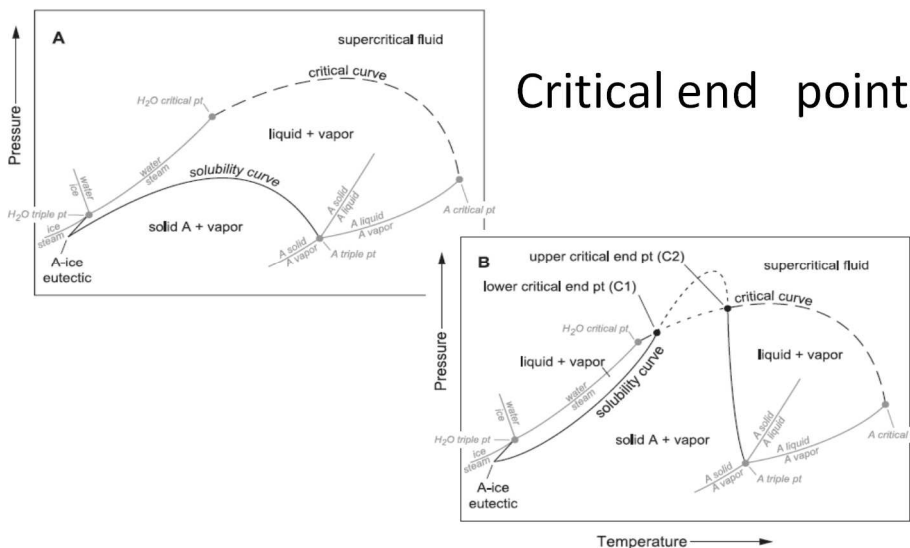 Critical end point
Pressure
A
supercritical fluid
critical curve
H₂O critical pt
liquid + vapor
water
steam
solubility curve
water
ice
H₂O triple pt
ice
steam
solid A + vapor
A solid
A liquid
A critical pt
A liquid
A vapor
A solid
A vapor
A triple pt
A-ice
eutectic
Pressure
B
upper critical end pt (C2)
supercritical fluid
lower critical end pt (C1)
critical curve
H₂O critical pt
liquid + vapor
liquid + vapor
water
steam
solubility curve
water
ice
H₂O triple pt
ice
steam
solid A + vapor
A solid
A liquid
A critical
A liquid
A vapor
A solid
A vapor
A triple pt
A-ice
eutectic
Temperature